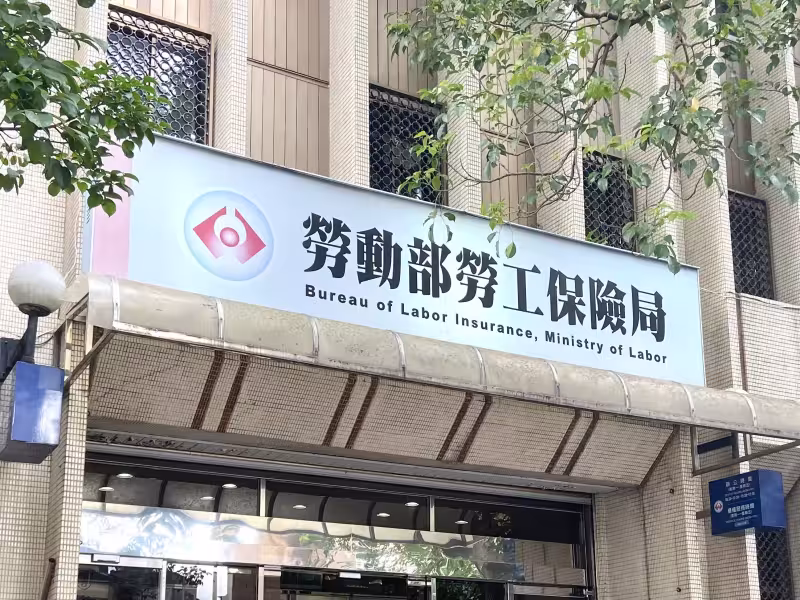 勞動部勞工保險局
Bureau of Labor Insurance, Ministry of Labor